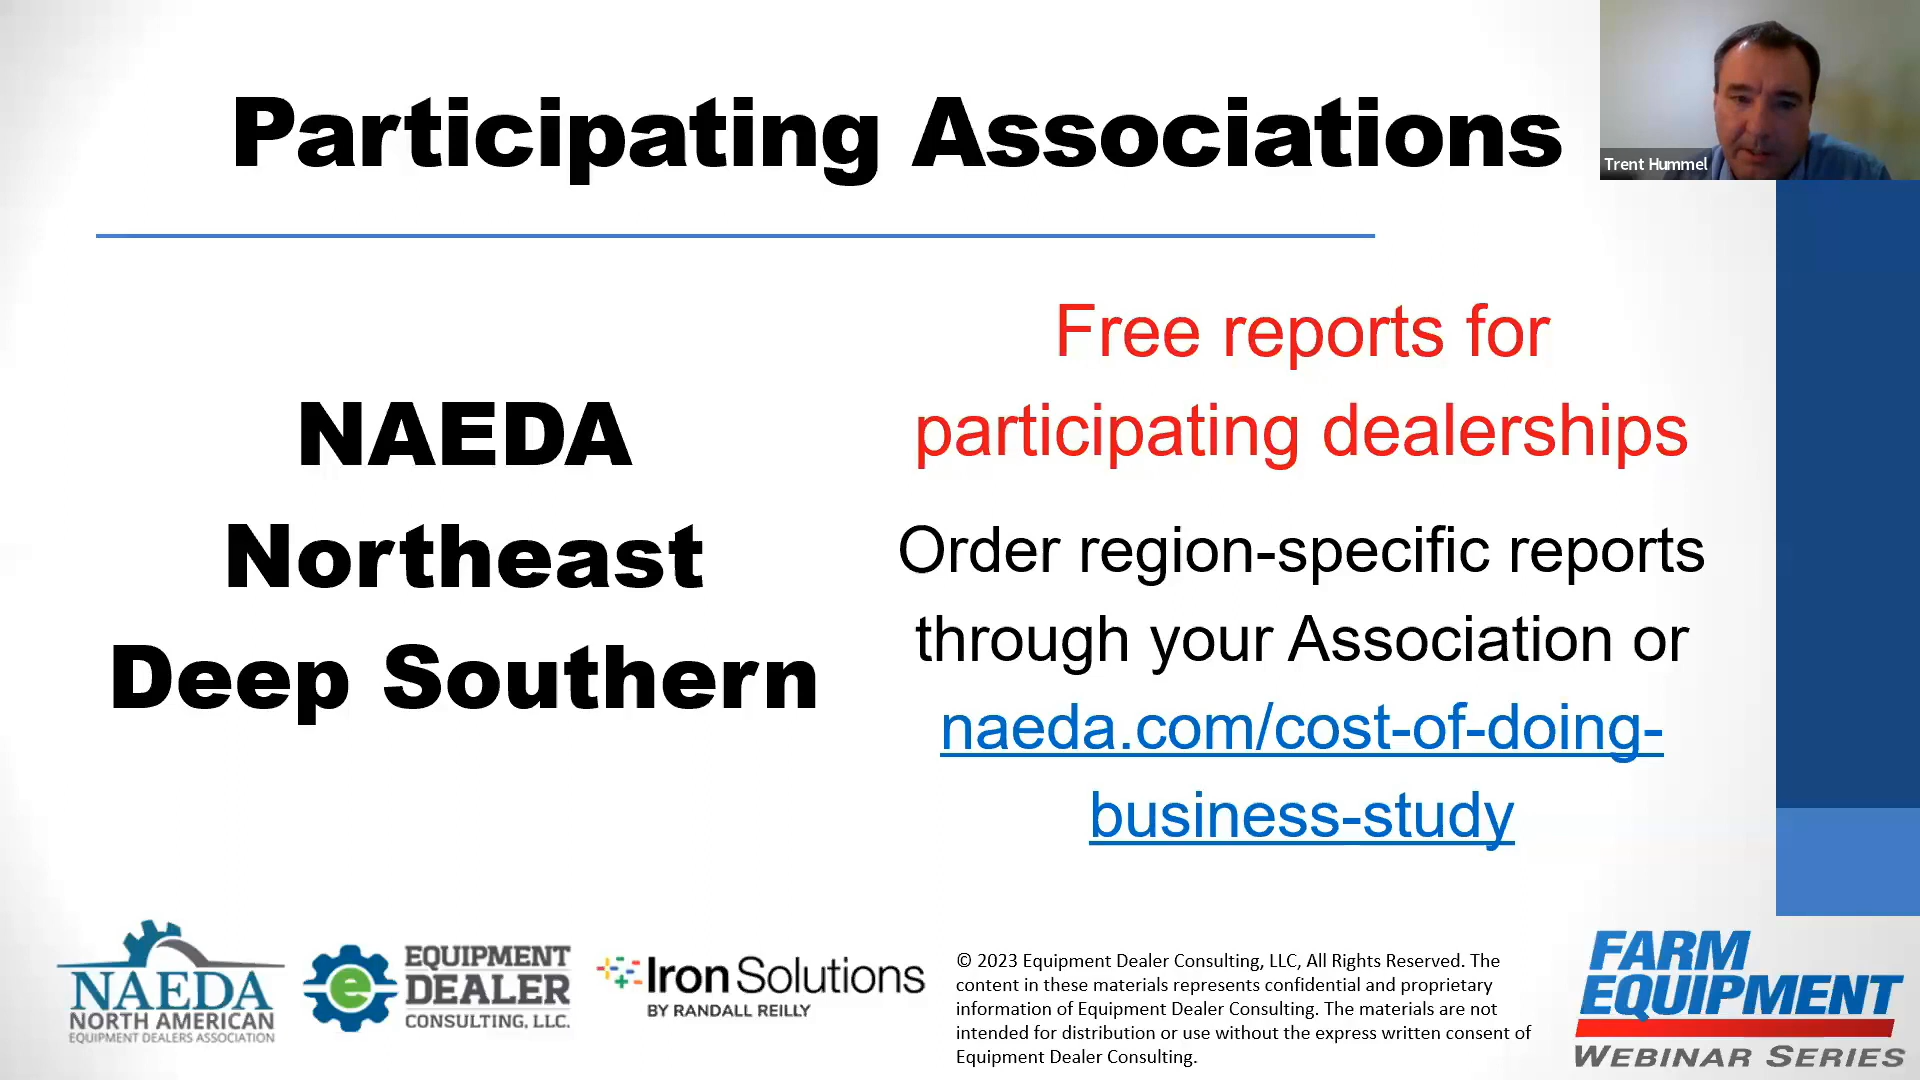 Participating Associations
Trent Hummel
NAEDA
Northeast
Deep Southern
Free reports for
participating dealerships
Order region-specific reports
through your Association or
naeda.com/cost-of-doing-
business-study
NAEDA
NORTH AMERICAN
EQUIPMENT DEALERS ASSOCIATION
e
EQUIPMENT
DEALER
CONSULTING, LLC.
IronSolutions
BY RANDALL REILLY
© 2023 Equipment Dealer Consulting, LLC, All Rights Reserved. The
content in these materials represents confidential and proprietary
information of Equipment Dealer Consulting. The materials are not
intended for distribution or use without the express written consent of
Equipment Dealer Consulting.
FARM
EQUIPMENT
WEBINAR SERIES